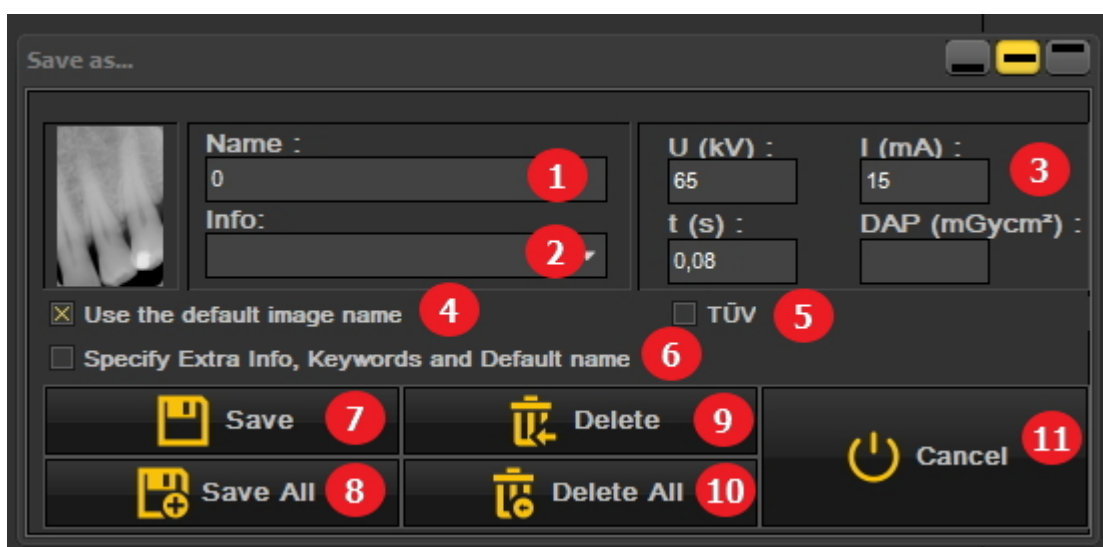 Save as...
Name :
0
1
Info:
2
U (kV) :
65
I (mA) :
15
3
t (s) :
0,08
DAP (mGycm²) :
Use the default image name
4
TŪV
5
Specify Extra Info, Keywords and Default name
6
Save
7
Delete
9
Cancel
11
Save All
8
Delete All
10